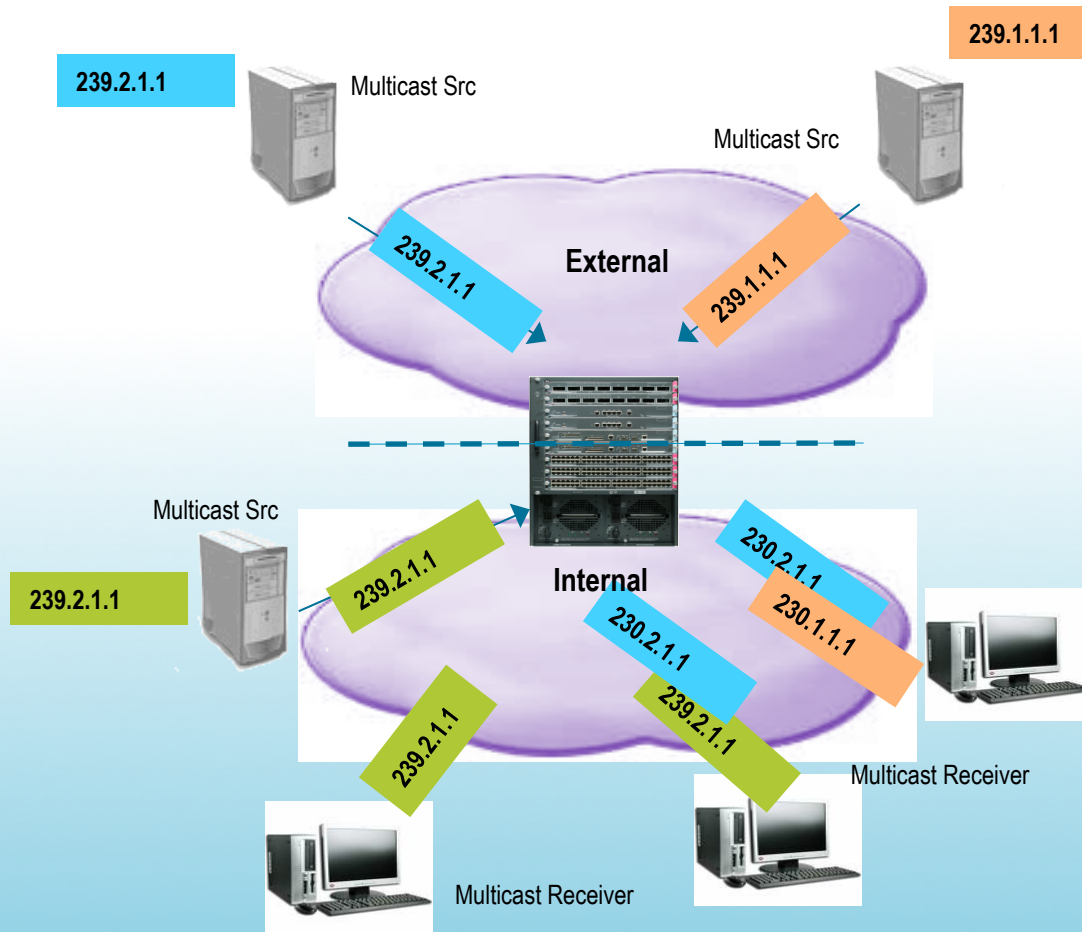 239.1.1.1
239.2.1.1
Multicast Src
Multicast Src
239.2.1.1
External
239.1.1.1
Multicast Src
239.2.1.1
239.2.1.1
Internal
230.2.1.1
230.1.1.1
230.2.1.1
239.2.1.1
239.2.1.1
Multicast Receiver
Multicast Receiver